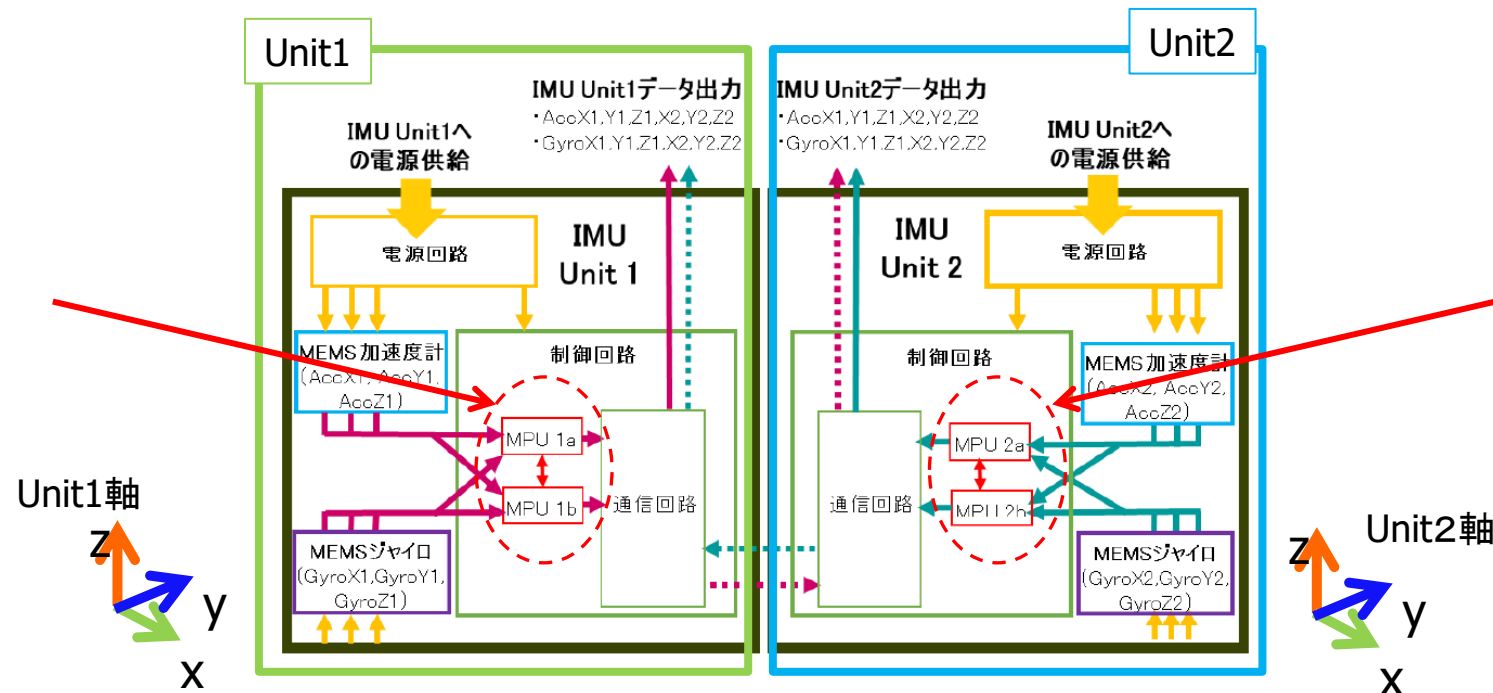 Unit1
Unit2
IMU Unit1データ出力
・AccX1,Y1,Z1,X2,Y2,Z2
・GyroX1,Y1,Z1,X2,Y2,Z2
IMU Unit2データ出力
・AccX1,Y1,Z1,X2,Y2,Z2
・GyroX1,Y1,Z1,X2,Y2,Z2
IMU Unit1へ
の電源供給
IMU Unit2へ
の電源供給
電源回路
IMU
Unit 1
IMU
Unit 2
電源回路
MEMS加速度計
(AccX1, AccY1,
AccZ1)
制御回路
制御回路
MEMS加速度計
(AccX2, AccY2,
AccZ2)
MPU 1a
MPU 1b
通信回路
通信回路
MPU 2a
MPU 2b
Unit1軸
z
y
x
MEMSジャイロ
(GyroX1,GyroY1,
GyroZ1)
MEMSジャイロ
(GyroX2,GyroY2,
GyroZ2)
Unit２軸
z
y
x